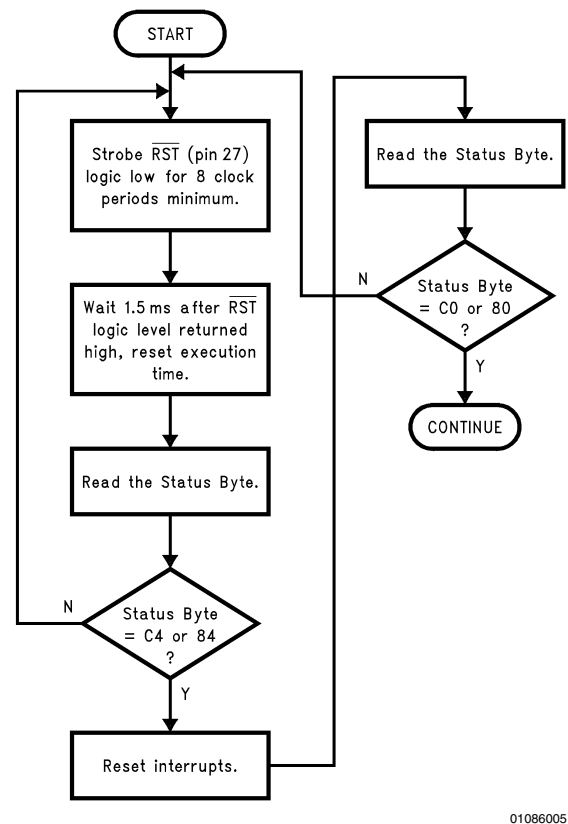 START
Strobe R̅S̅T̅ (pin 27)
logic low for 8 clock
periods minimum.
Wait 1.5 ms after R̅S̅T̅
logic level returned
high, reset execution
time.
Read the Status Byte.
Status Byte
= C4 or 84
?
N
Y
Reset interrupts.
Read the Status Byte.
Status Byte
= C0 or 80
?
N
Y
CONTINUE
01086005